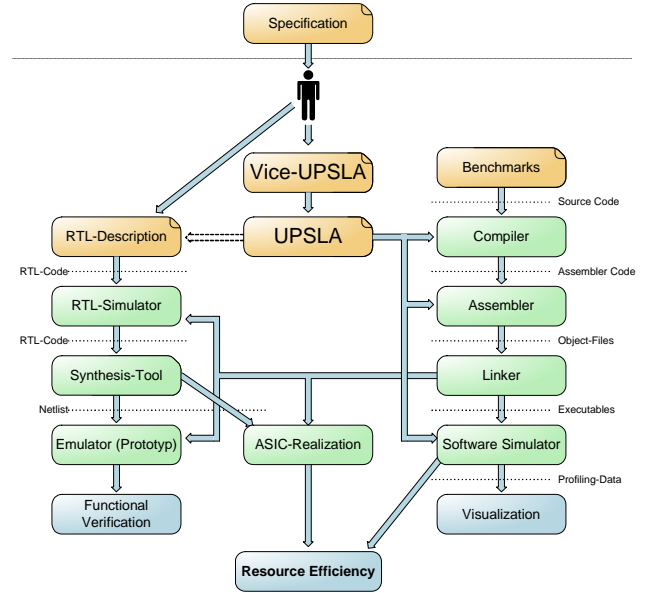 Specification
Vice-UPSLA
Benchmarks
Source Code
RTL-Description
UPSLA
Compiler
RTL-Code
Assembler Code
RTL-Simulator
Assembler
RTL-Code
Object-Files
Synthesis-Tool
Linker
Netlist
Executables
Emulator (Prototyp)
ASIC-Realization
Software Simulator
Profiling-Data
Functional
Verification
Visualization
Resource Efficiency